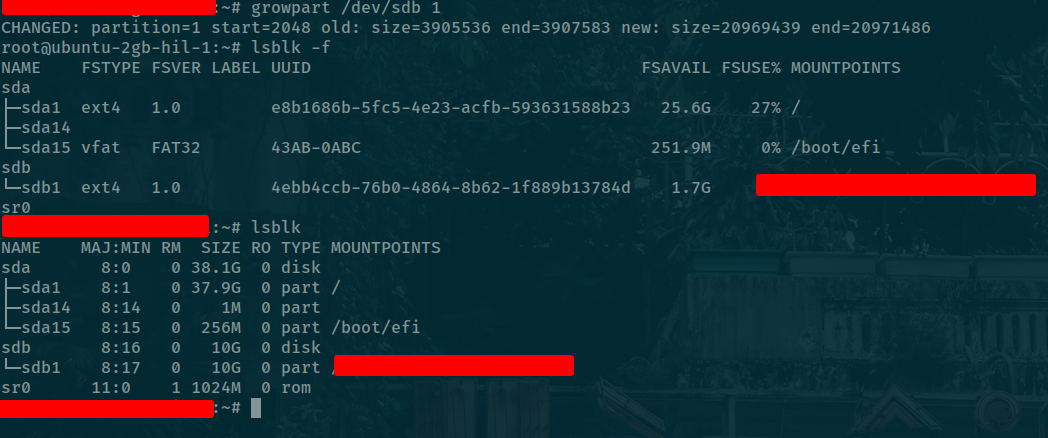 :~# growpart /dev/sdb 1
CHANGED: partition=1 start=2048 old: size=3905536 end=3907583 new: size=20969439 end=20971486
root@ubuntu-2gb-hil-1:~# lsblk -f
NAME    FSTYPE FSVER LABEL UUID                                 FSAVAIL FSUSE% MOUNTPOINTS
sda
├─sda1  ext4   1.0         e8b1686b-5fc5-4e23-acfb-593631588b23   25.6G    27% /
├─sda14
└─sda15 vfat   FAT32       43AB-0ABC                             251.9M     0% /boot/efi
sdb
└─sdb1  ext4   1.0         4ebb4ccb-76b0-4864-8b62-1f889b13784d    1.7G
sr0
:~# lsblk
NAME    MAJ:MIN RM  SIZE RO TYPE MOUNTPOINTS
sda       8:0    0 38.1G  0 disk
├─sda1    8:1    0 37.9G  0 part /
├─sda14   8:14   0    1M  0 part
└─sda15   8:15   0  256M  0 part /boot/efi
sdb       8:16   0   10G  0 disk
└─sdb1    8:17   0   10G  0 part
sr0      11:0    1 1024M  0 rom
:~#